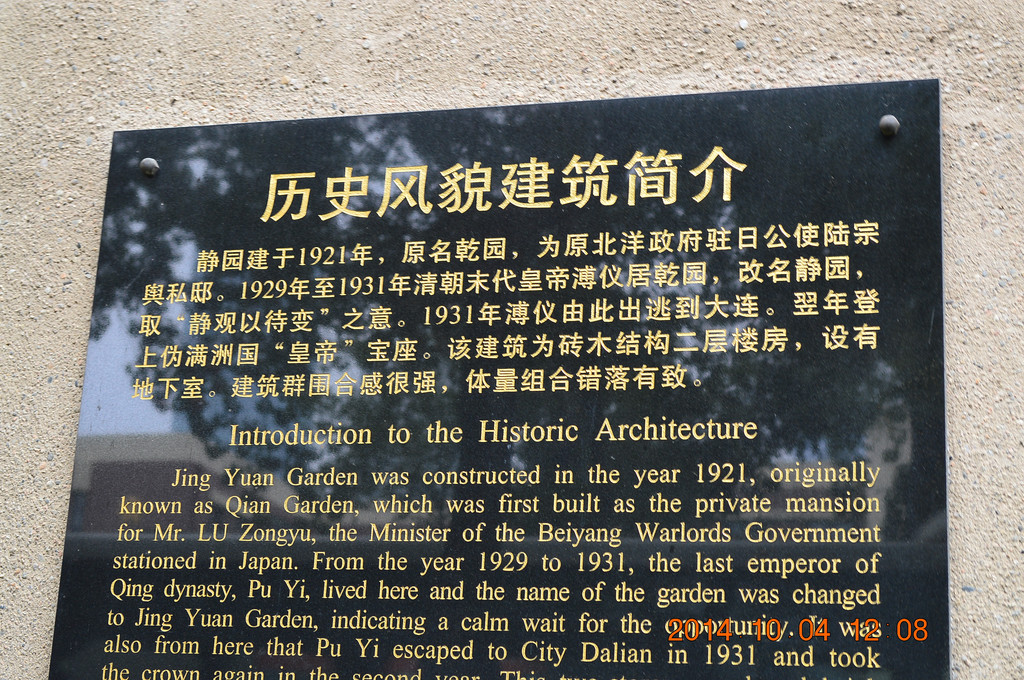 历史风貌建筑简介
静园建于1921年，原名乾园，为原北洋政府驻日公使陆宗
舆私邸。1929年至1931年清朝末代皇帝溥仪居乾园，改名静园，
取“静观以待变”之意。1931年溥仪由此出逃到大连。翌年登
上伪满洲国“皇帝”宝座。该建筑为砖木结构二层楼房，设有
地下室。建筑群围合感很强，体量组合错落有致。
Introduction to the Historic Architecture
Jing Yuan Garden was constructed in the year 1921, originally
known as Qian Garden, which was first built as the private mansion
for Mr. LU Zongyu, the Minister of the Beiyang Warlords Government
stationed in Japan. From the year 1929 to 1931, the last emperor of
Qing dynasty, Pu Yi, lived here and the name of the garden was changed
to Jing Yuan Garden, indicating a calm wait for the opportunity. It was
also from here that Pu Yi escaped to City Dalian in 1931 and took
the crown again in the second year. This
2014 10 04 12:08